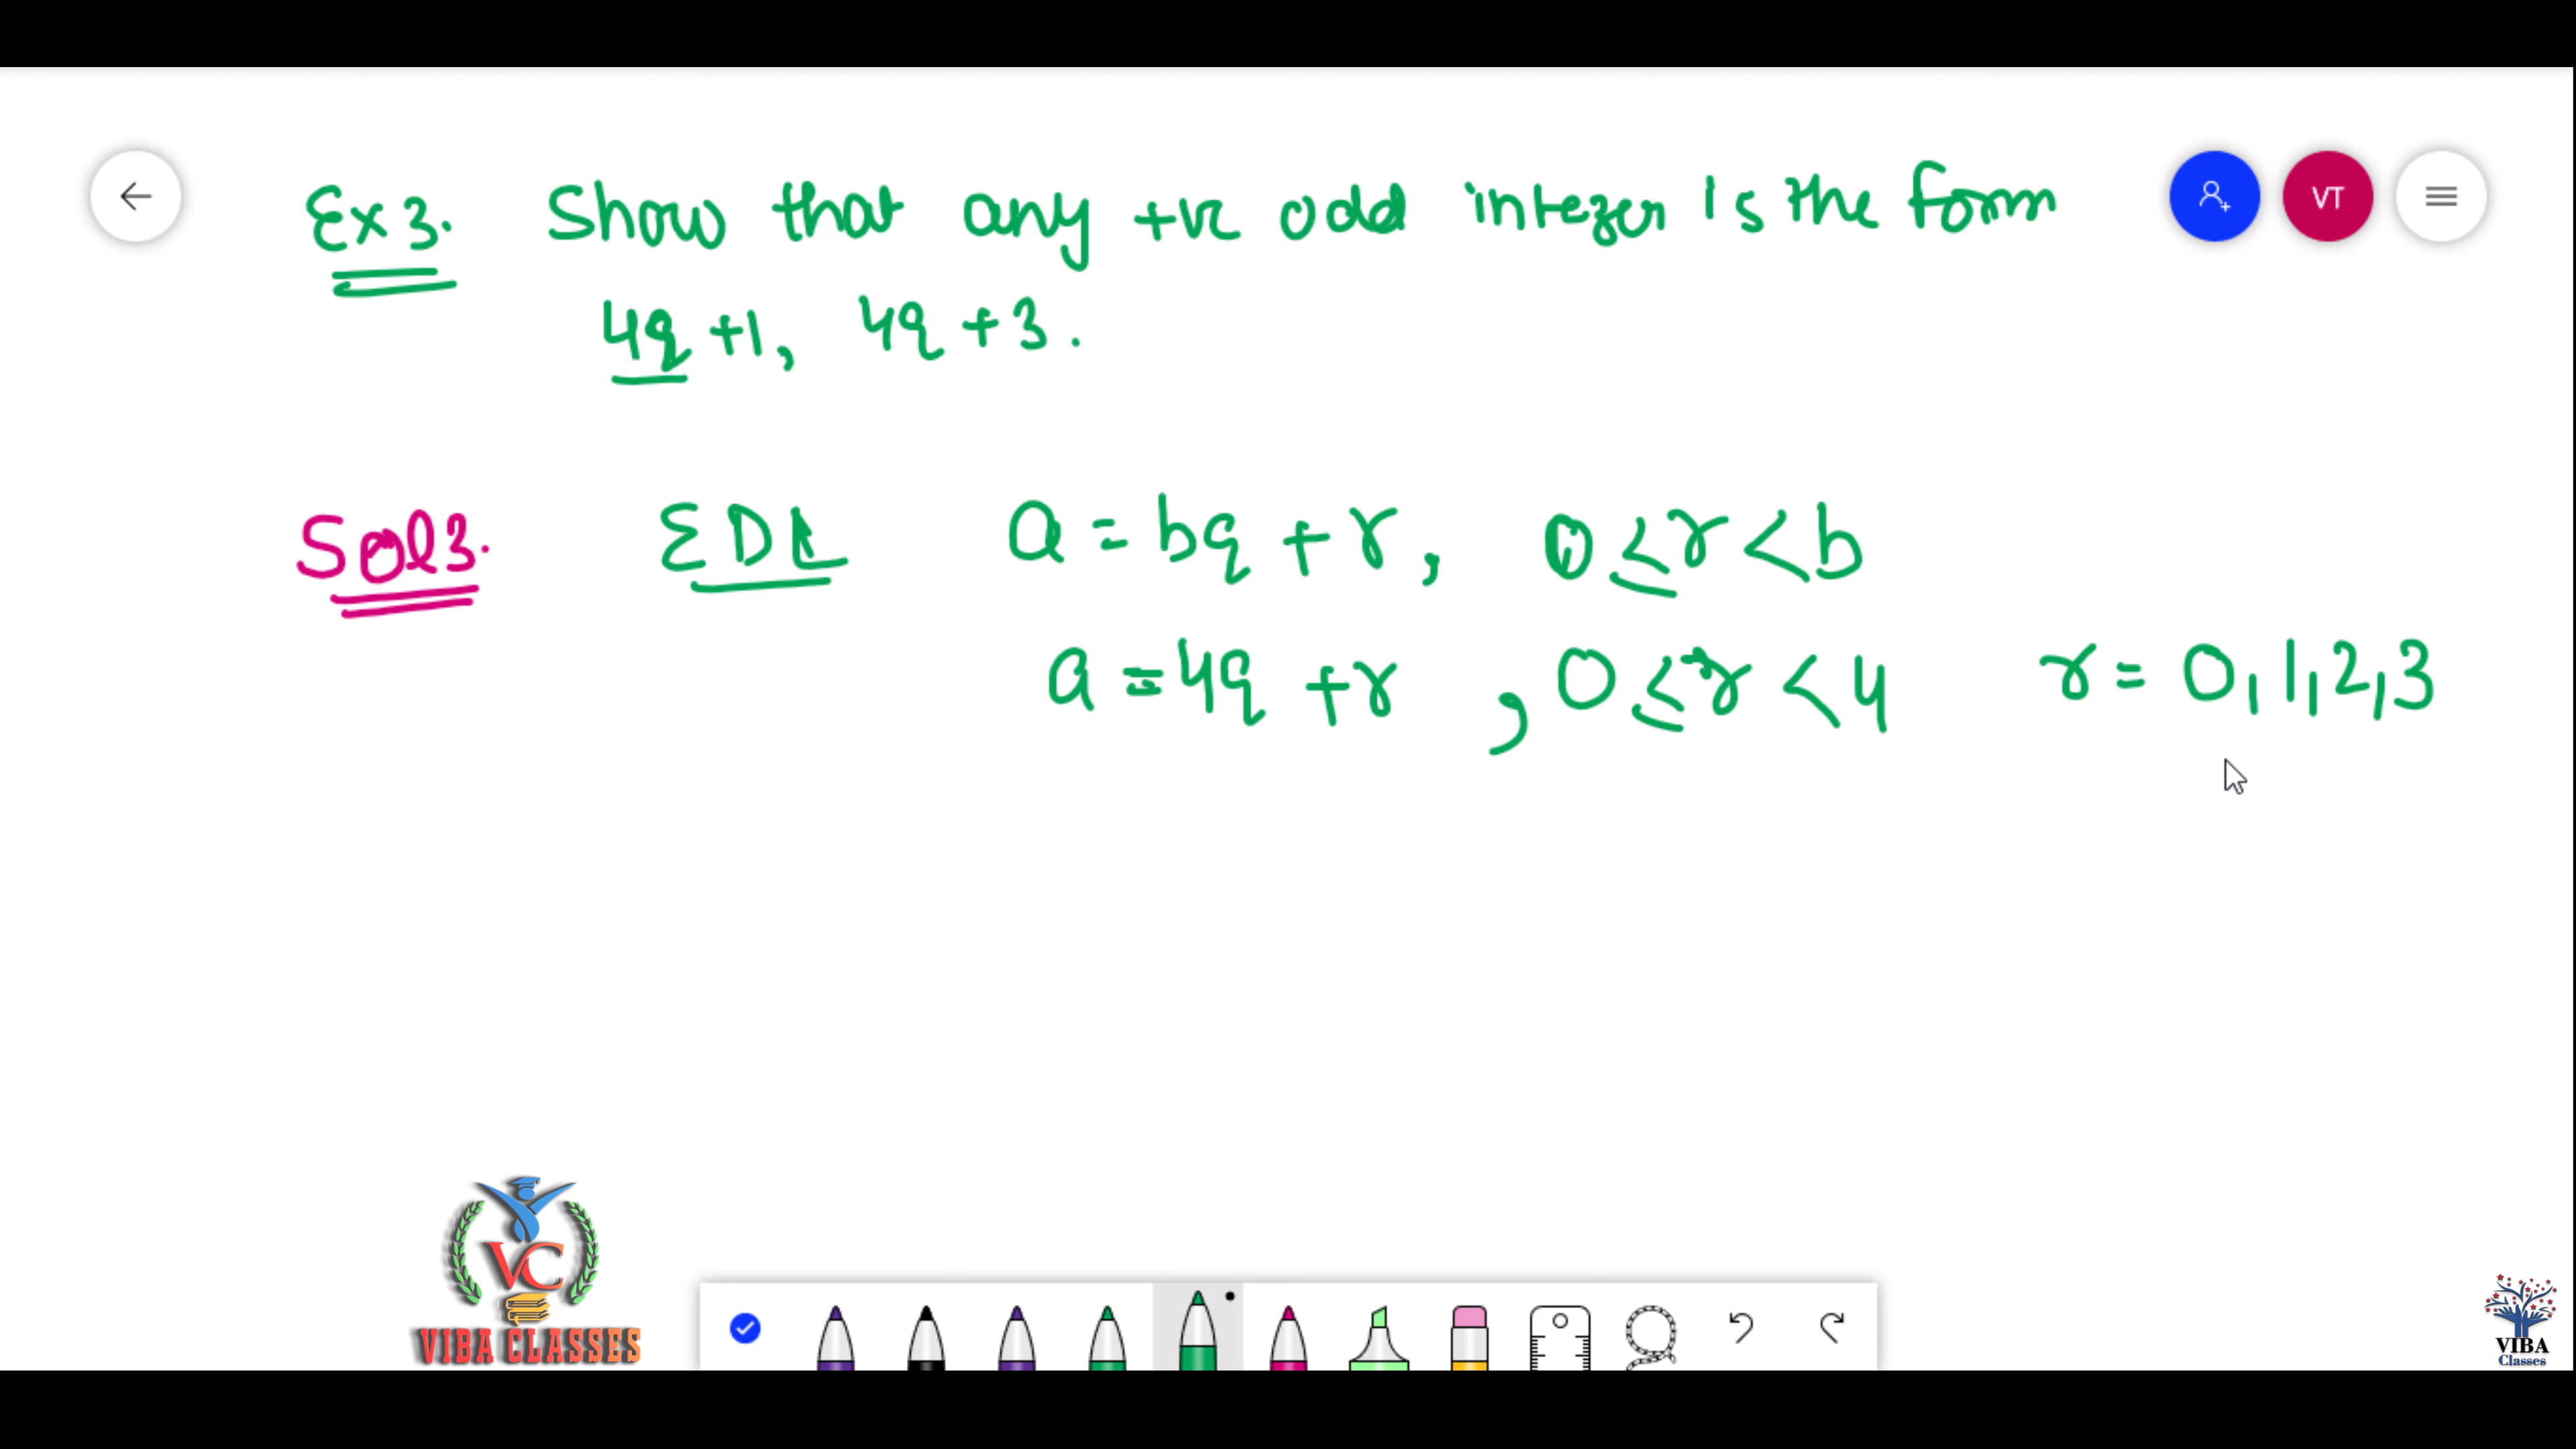 Ex 3. Show that any +ve odd integer is the form
VT
4q +1, 4q + 3.
Sol 3. EDL a = bq + r, 0 ≤ r < b
a = 4q + r , 0 ≤ r < 4 r = 0, 1, 2, 3
VC
VIBA CLASSES
VIBA
Classes